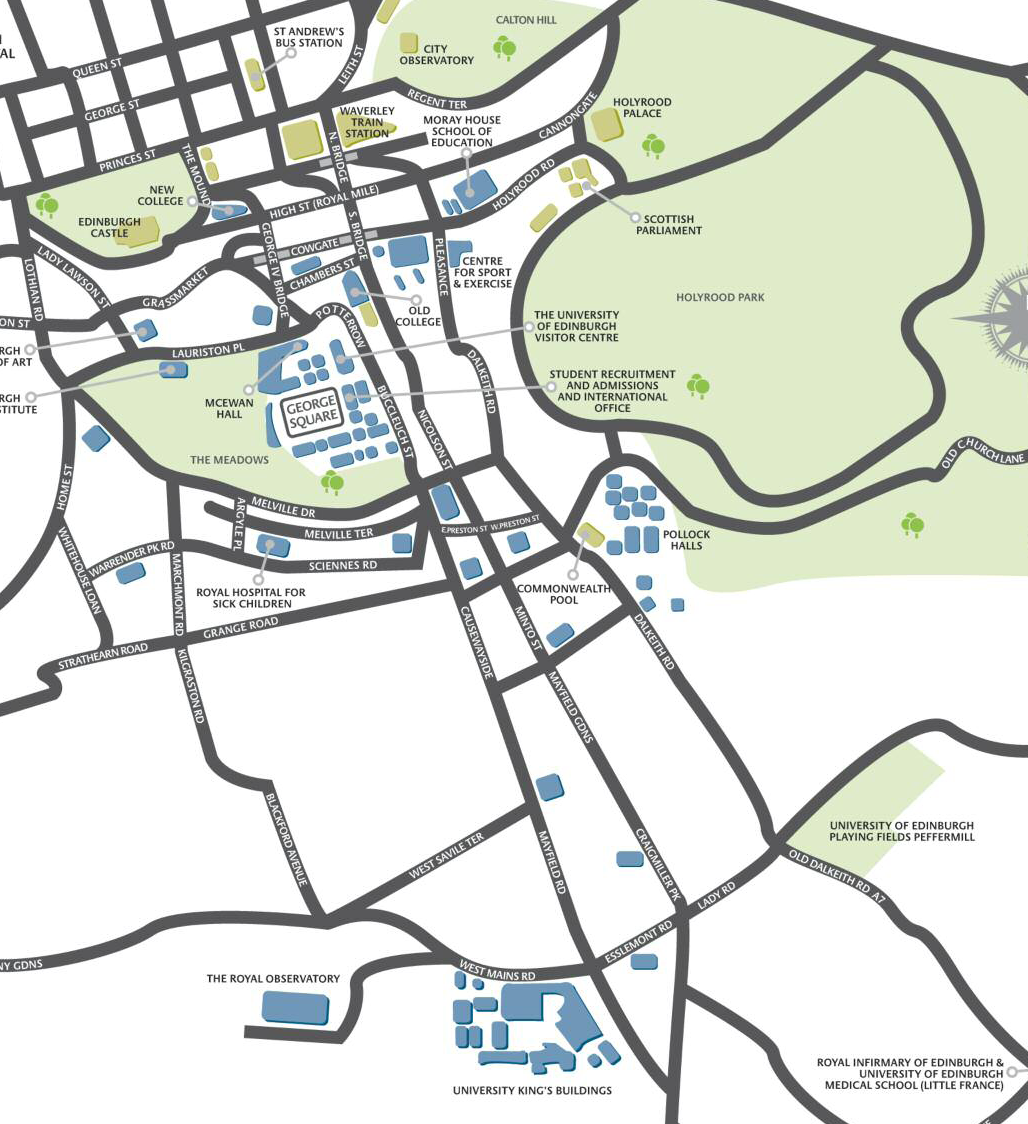 CALTON HILL
ST ANDREW'S
BUS STATION
AL
QUEEN ST
LEITH ST
CITY
OBSERVATORY
GEORGE ST
REGENT TER
CANNONGATE
HOLYROOD
PALACE
WAVERLEY
TRAIN
STATION
MORAY HOUSE
SCHOOL OF
EDUCATION
PRINCES ST
THE MOUND
N. BRIDGE
NEW
COLLEGE
HIGH ST (ROYAL MILE)
HOLYROOD RD
EDINBURGH
CASTLE
SCOTTISH
PARLIAMENT
S. BRIDGE
GEORGE IV BRIDGE
COWGATE
PLEASANCE
LADY LAWSON ST
LOTHIAN RD
GRASSMARKET
CHAMBERS ST
CENTRE
FOR SPORT
& EXERCISE
HOLYROOD PARK
ON ST
POTTERROW
OLD
COLLEGE
THE UNIVERSITY
OF EDINBURGH
VISITOR CENTRE
RGH
OF ART
LAURISTON PL
DALKEITH RD
STUDENT RECRUITMENT
AND ADMISSIONS
AND INTERNATIONAL
OFFICE
RGH
STITUTE
MCEWAN
HALL
GEORGE
SQUARE
BUCCLEUCH ST
NICOLSON ST
THE MEADOWS
OLD CHURCH LANE
HOME ST
MELVILLE DR
ARGYLE PL
MELVILLE TER
E.PRESTON ST
W.PRESTON ST
POLLOCK
HALLS
WHITEHOUSE LOAN
WARRENDER PK RD
MARCHMONT RD
SCIENNES RD
ROYAL HOSPITAL FOR
SICK CHILDREN
COMMONWEALTH
POOL
GRANGE ROAD
STRATHEARN ROAD
CAUSEWAYSIDE
MINTO ST
DALKEITH RD
KILGRASTON RD
MAYFIELD GDNS
BLACKFORD AVENUE
WEST SAVILE TER
MAYFIELD RD
CRAIGMILLER PK
UNIVERSITY OF EDINBURGH
PLAYING FIELDS PEFFERMILL
OLD DALKEITH RD A7
LADY RD
ESSLEMONT RD
NY GDNS
WEST MAINS RD
THE ROYAL OBSERVATORY
UNIVERSITY KING'S BUILDINGS
ROYAL INFIRMARY OF EDINBURGH &
UNIVERSITY OF EDINBURGH
MEDICAL SCHOOL (LITTLE FRANCE)